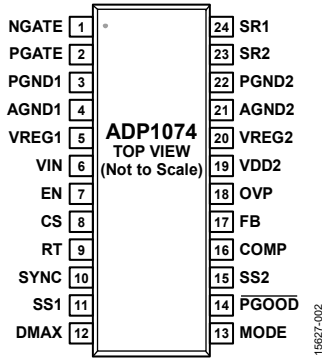 NGATE 1 24 SR1
PGATE 2 23 SR2
PGND1 3 22 PGND2
AGND1 4 21 AGND2
VREG1 5 ADP1074 20 VREG2
VIN 6 TOP VIEW 19 VDD2
EN 7 (Not to Scale) 18 OVP
CS 8 17 FB
RT 9 16 COMP
SYNC 10 15 SS2
SS1 11 14 PGOOD
DMAX 12 13 MODE
15627-002